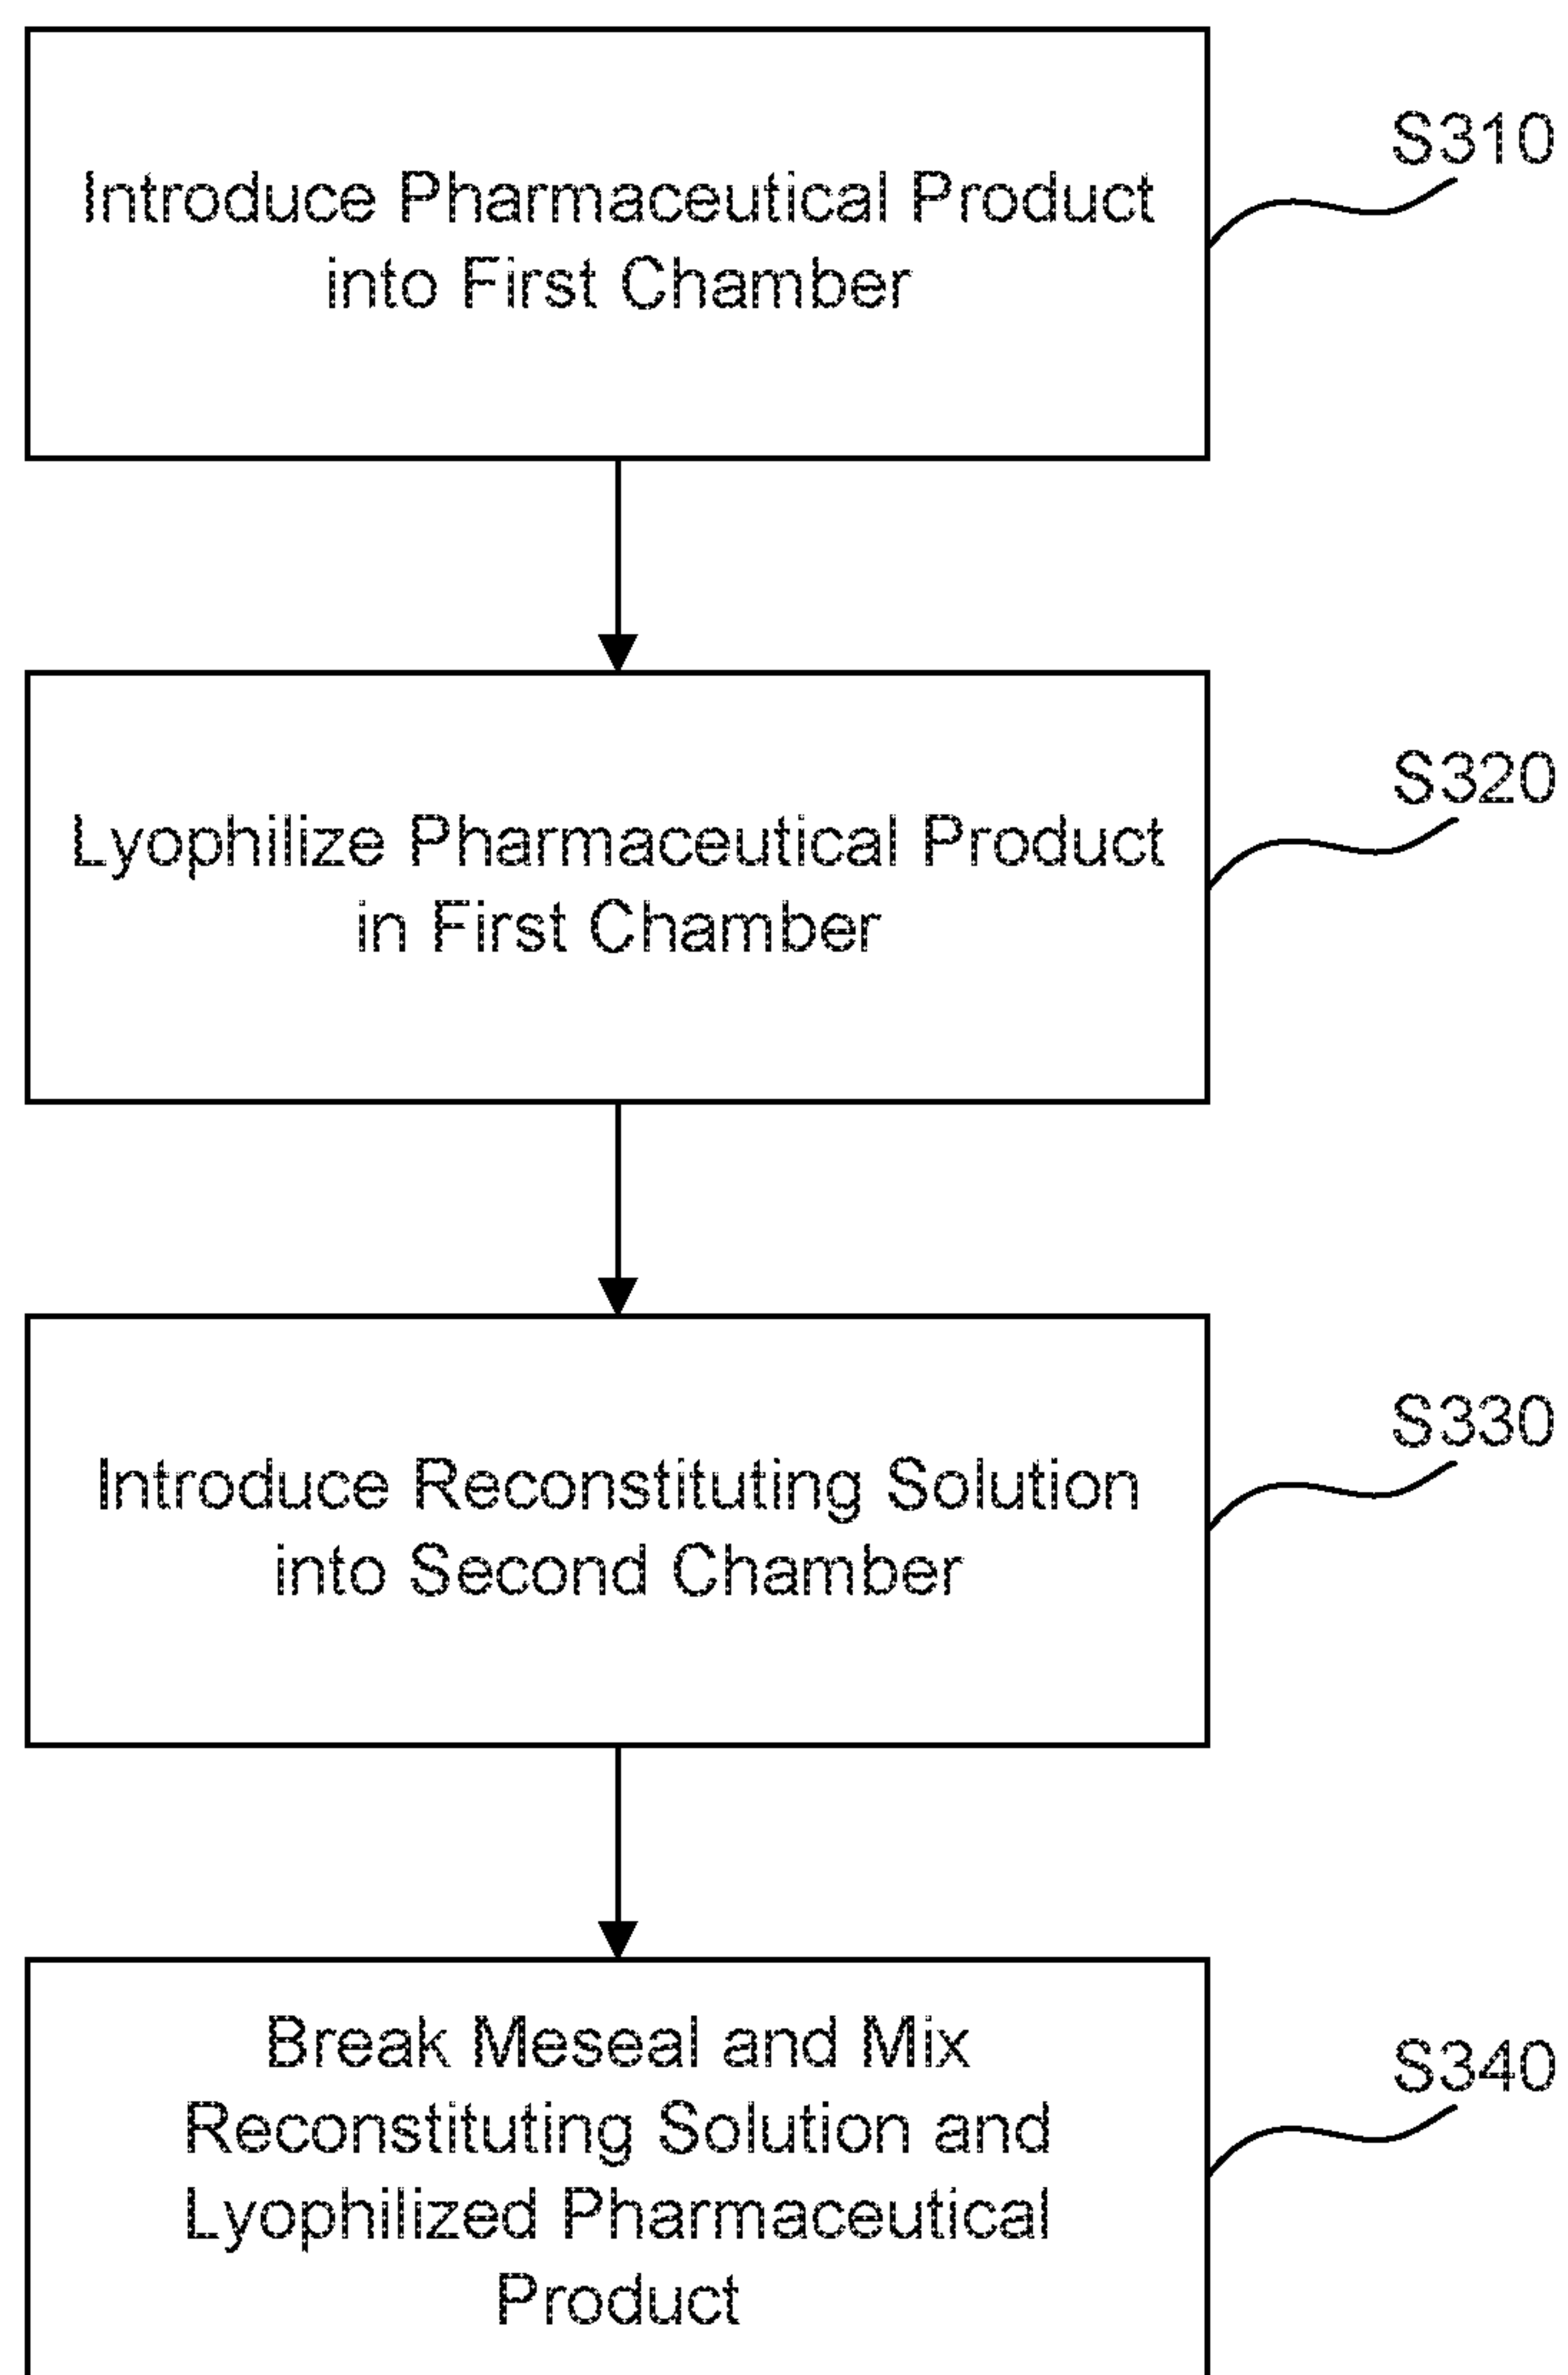 Introduce Pharmaceutical Product
into First Chamber
S310
Lyophilize Pharmaceutical Product
in First Chamber
S320
Introduce Reconstituting Solution
into Second Chamber
S330
Break Meseal and Mix
Reconstituting Solution and
Lyophilized Pharmaceutical
Product
S340